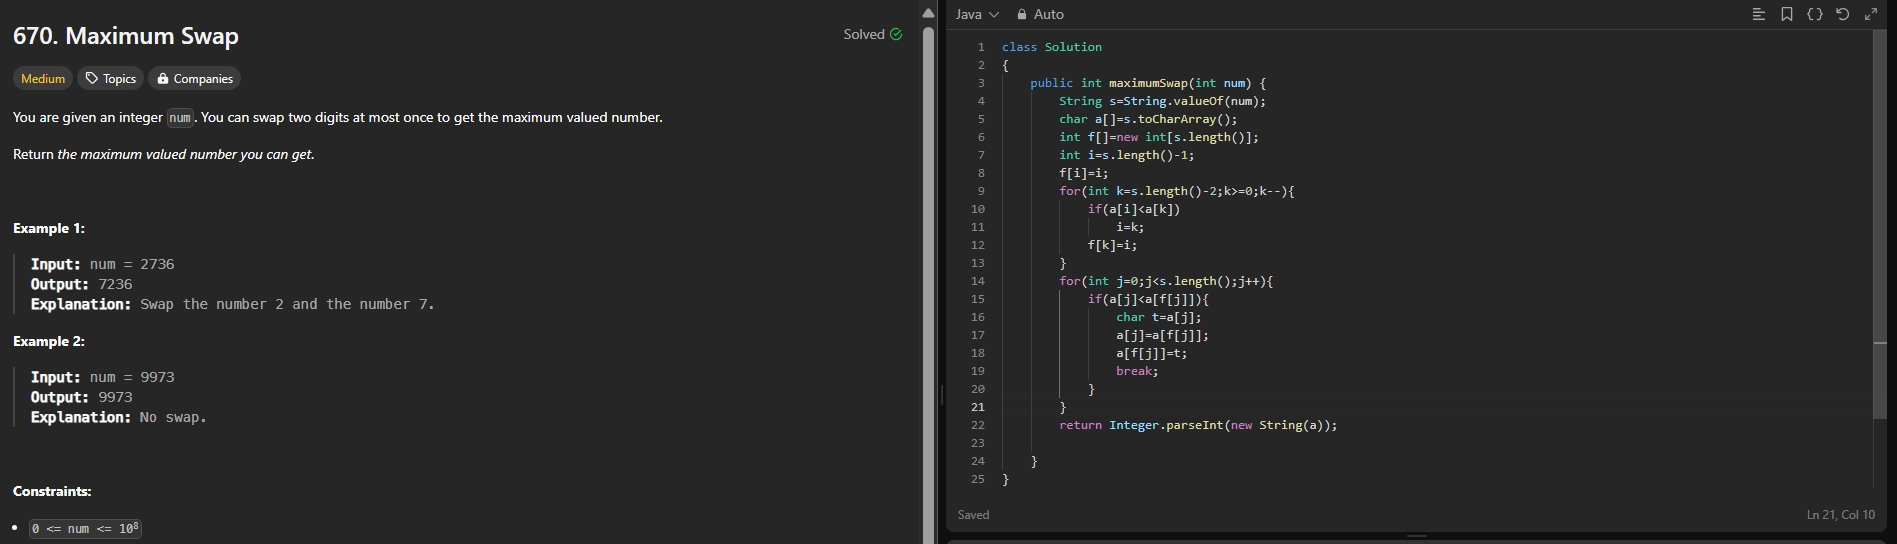 670. Maximum Swap
Solved
Medium Topics Companies
You are given an integer num. You can swap two digits at most once to get the maximum valued number.
Return the maximum valued number you can get.
Example 1:
Input: num = 2736
Output: 7236
Explanation: Swap the number 2 and the number 7.
Example 2:
Input: num = 9973
Output: 9973
Explanation: No swap.
Constraints:
0 <= num <= 10⁸
Java Auto
1 class Solution
2 {
3 public int maximumSwap(int num) {
4 String s=String.valueOf(num);
5 char a[]=s.toCharArray();
6 int f[]=new int[s.length()];
7 int i=s.length()-1;
8 f[i]=i;
9 for(int k=s.length()-2;k>=0;k--){
10 if(a[i]<a[k])
11 i=k;
12 f[k]=i;
13 }
14 for(int j=0;j<s.length();j++){
15 if(a[j]<a[f[j]]){
16 char t=a[j];
17 a[j]=a[f[j]];
18 a[f[j]]=t;
19 break;
20 }
21 }
22 return Integer.parseInt(new String(a));
23
24 }
25 }
Saved
Ln 21, Col 10